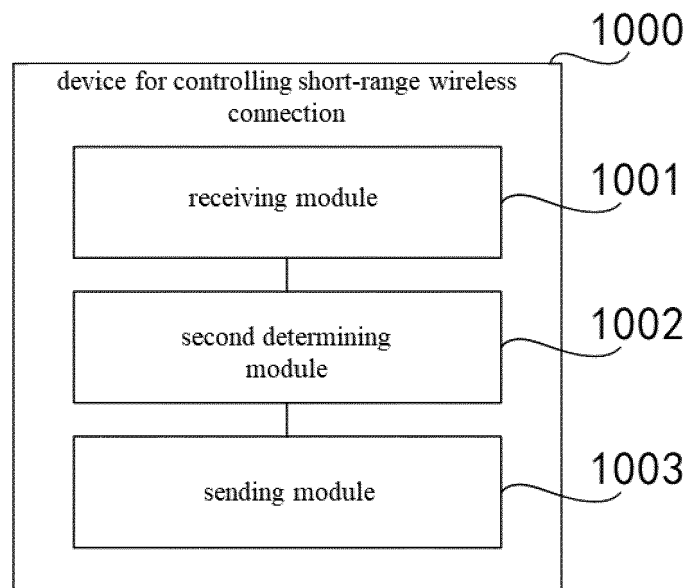 1000
device for controlling short-range wireless
connection
receiving module
1001
second determining
module
1002
sending module
1003